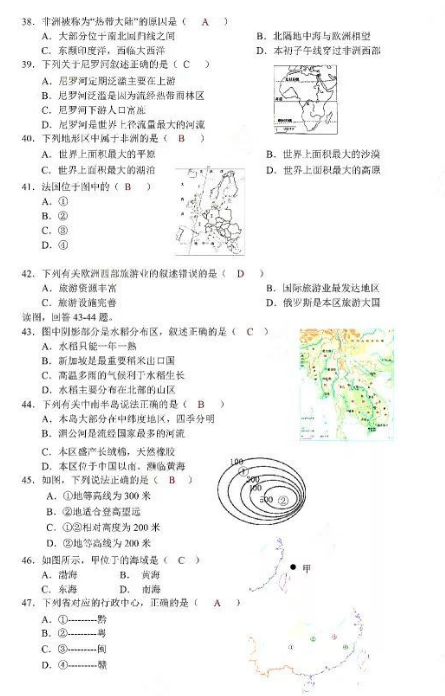 38．非洲被称为“热带大陆”的原因是（ A ）
A．大部分位于南北回归线之间 B．北隔地中海与欧洲相望
C．东濒印度洋，西临大西洋 D．本初子午线穿过非洲西部
39．下列关于尼罗河叙述正确的是（ C ）
A．尼罗河定期泛滥主要在上游
B．尼罗河泛滥是因为流经热带雨林区
C．尼罗河下游人口富庶
D．尼罗河是世界上径流量最大的河流
40．下列地形区中属于非洲的是（ B ）
A．世界上面积最大的平原 B．世界上面积最大的沙漠
C．世界上面积最大的湖泊 D．世界上面积最大的高原
41．法国位于图中的（ B ）
A．①
B．②
C．③
D．④
42．下列有关欧洲西部旅游业的叙述错误的是（ D ）
A．旅游资源丰富 B．国际旅游业最发达地区
C．旅游设施完善 D．俄罗斯是本区旅游大国
读图，回答 43-44 题。
43．图中阴影部分是水稻分布区，叙述正确的是（ C ）
A．水稻只能一年一熟
B．新加坡是最重要稻米出口国
C．高温多雨的气候利于水稻生长
D．水稻主要分布在北部的山区
44．下列有关中南半岛说法正确的是（ B ）
A．本岛大部分在中纬度地区，四季分明
B．湄公河是流经国家最多的河流
C．本区盛产长绒棉，天然橡胶
D．本区位于中国以南，濒临黄海
45．如图，下列说法正确的是（ B ）
A．①地等高线为 300 米
B．②地适合登高望远
C．①②相对高度为 200 米
D．②地等高线为 200 米
100
①
②
46．如图所示，甲位于的海域是（ C ）
A．渤海 B．黄海
C．东海 D．南海
甲
47．下列省对应的行政中心，正确的是（ A ）
A．①--------黔
B．②--------粤
C．③--------闽
D．④--------赣